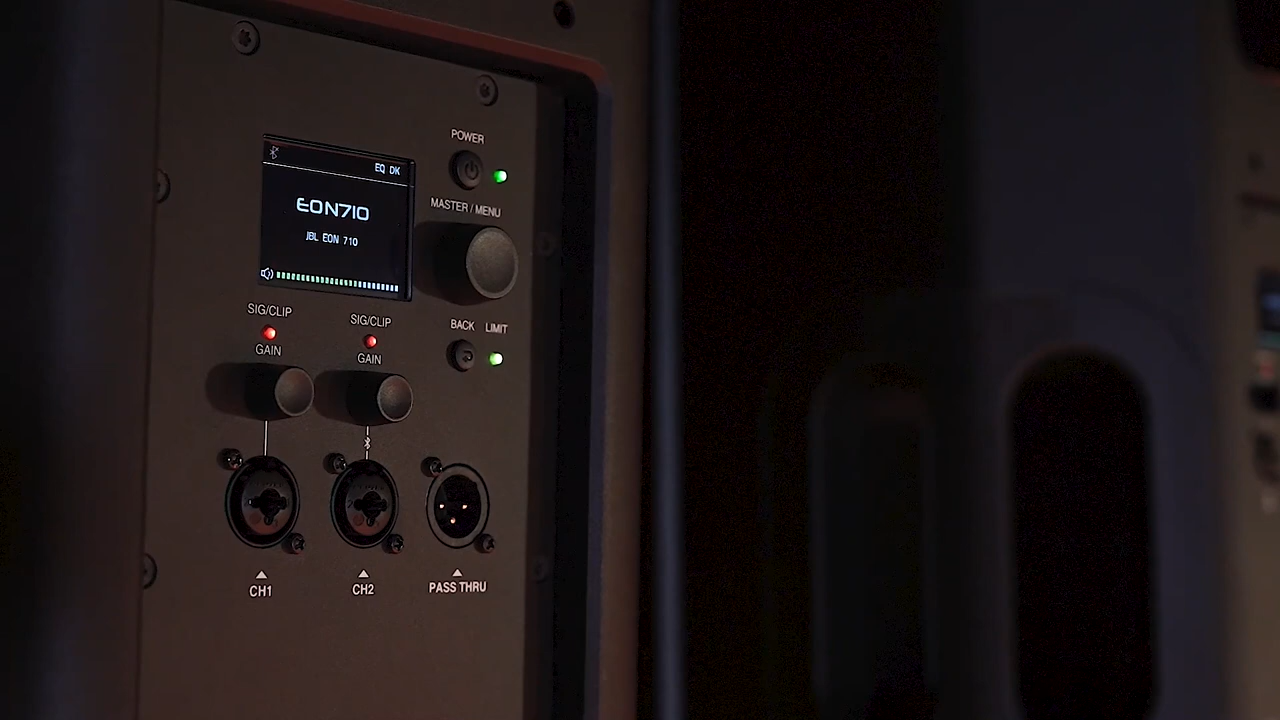 POWER
EQ DK
EON710
JBL EON 710
MASTER / MENU
SIG/CLIP
SIG/CLIP
BACK
LIMIT
GAIN
GAIN
CH1
CH2
PASS THRU